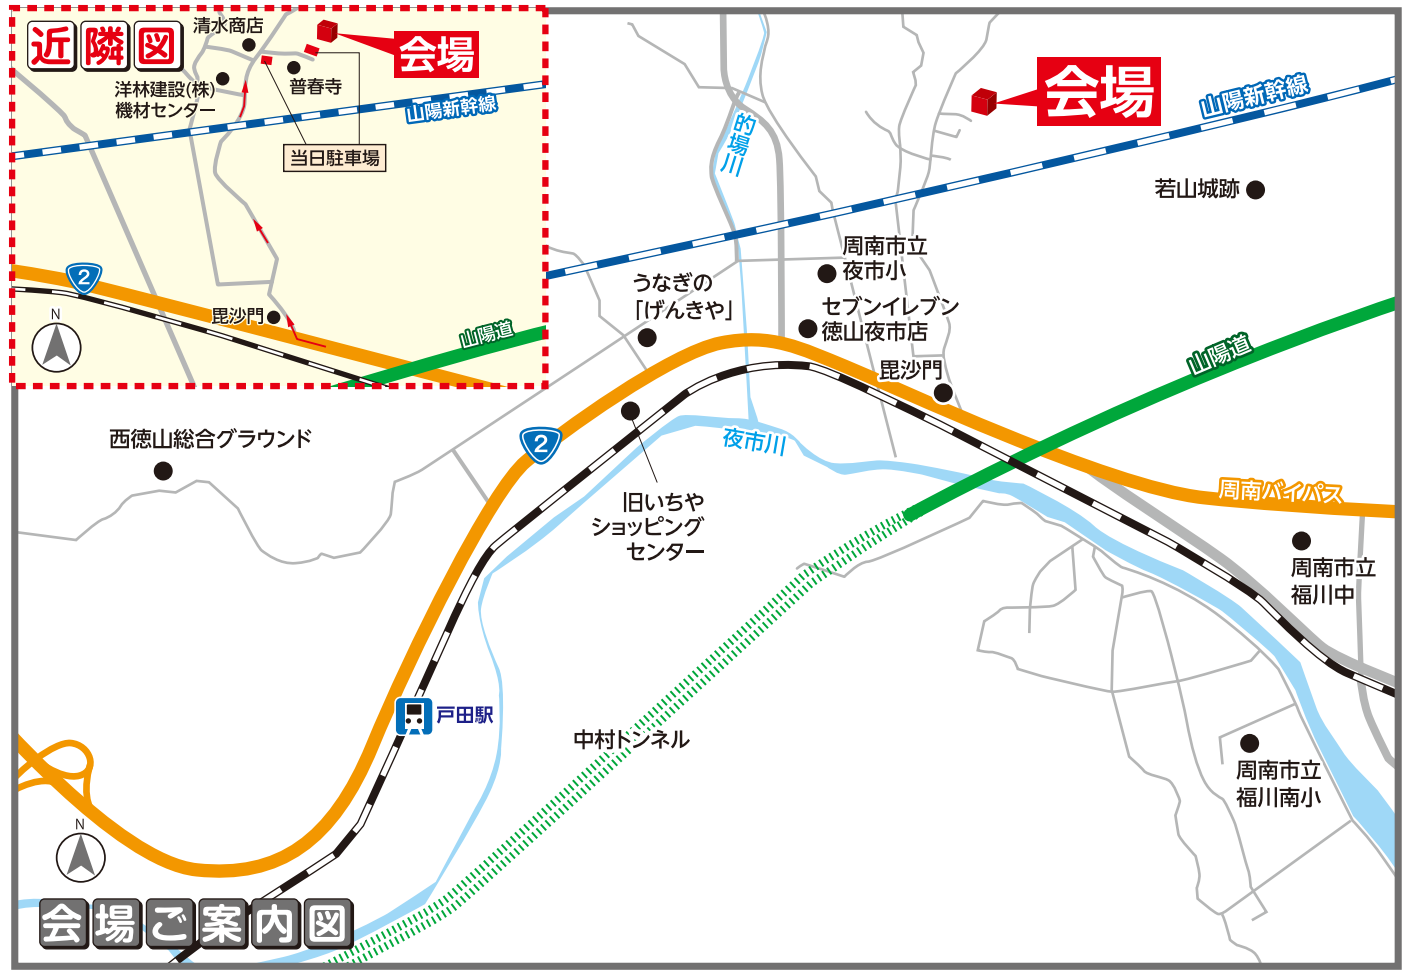 近隣図
清水商店
会場
洋林建設(株)
機材センター
普春寺
山陽新幹線
当日駐車場
2
毘沙門
山陽道
N
会場
山陽新幹線
的場川
若山城跡
周南市立
夜市小
うなぎの
「げんきや」
セブンイレブン
徳山夜市店
毘沙門
山陽道
2
夜市川
西徳山総合グラウンド
旧いちや
ショッピング
センター
周南バイパス
周南市立
福川中
戸田駅
中村トンネル
周南市立
福川南小
N
会場ご案内図